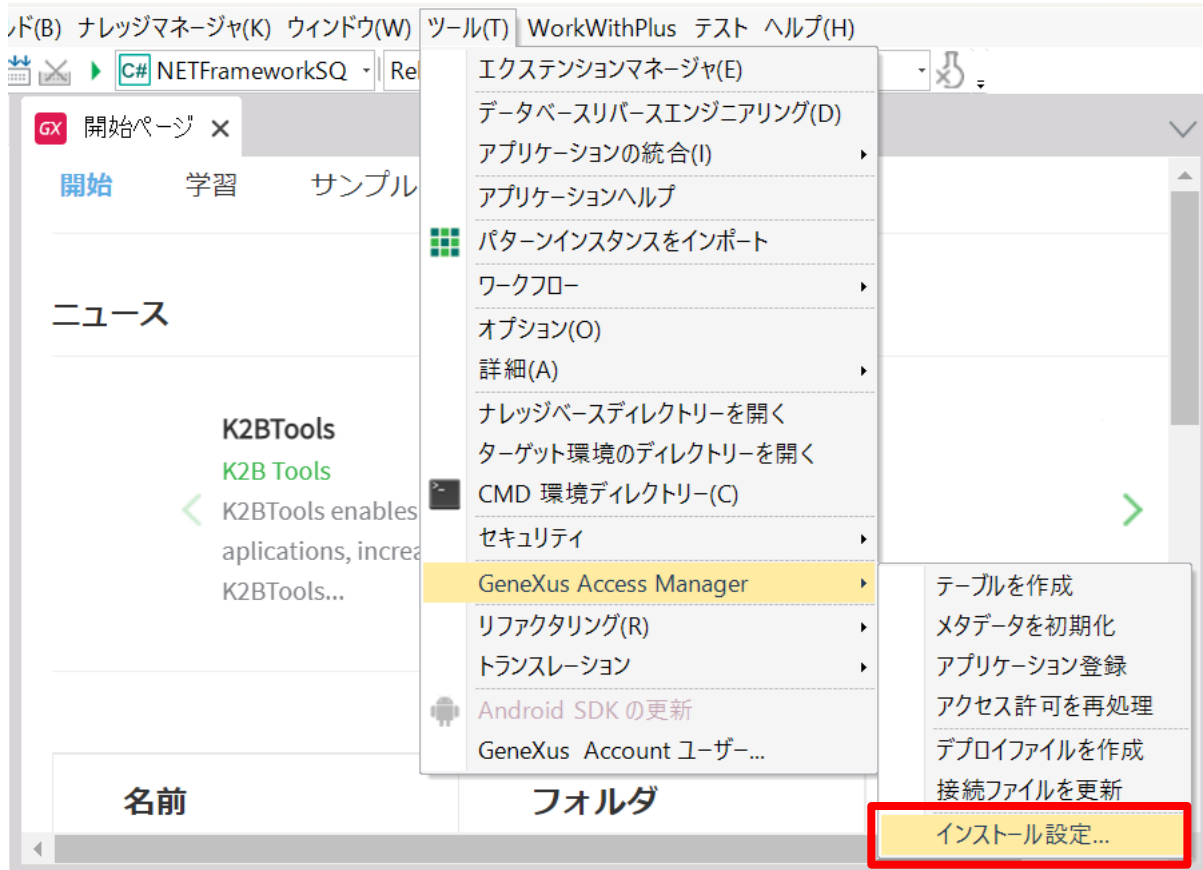 ルド(B) ナレッジマネージャ(K) ウィンドウ(W) ツール(T) WorkWithPlus テスト ヘルプ(H)
C# NETFrameworkSQ Rel
GX 開始ページ
開始 学習 サンプル
ニュース
K2BTools
K2B Tools
K2BTools enables
aplications, increa
K2BTools...
名前 フォルダ
エクステンションマネージャ(E)
データベースリバースエンジニアリング(D)
アプリケーションの統合(I)
アプリケーションヘルプ
パターンインスタンスをインポート
ワークフロー
オプション(O)
詳細(A)
ナレッジベースディレクトリーを開く
ターゲット環境のディレクトリーを開く
CMD 環境ディレクトリー(C)
セキュリティ
GeneXus Access Manager
リファクタリング(R)
トランスレーション
Android SDK の更新
GeneXus Account ユーザー...
テーブルを作成
メタデータを初期化
アプリケーション登録
アクセス許可を再処理
デプロイファイルを作成
接続ファイルを更新
インストール設定...